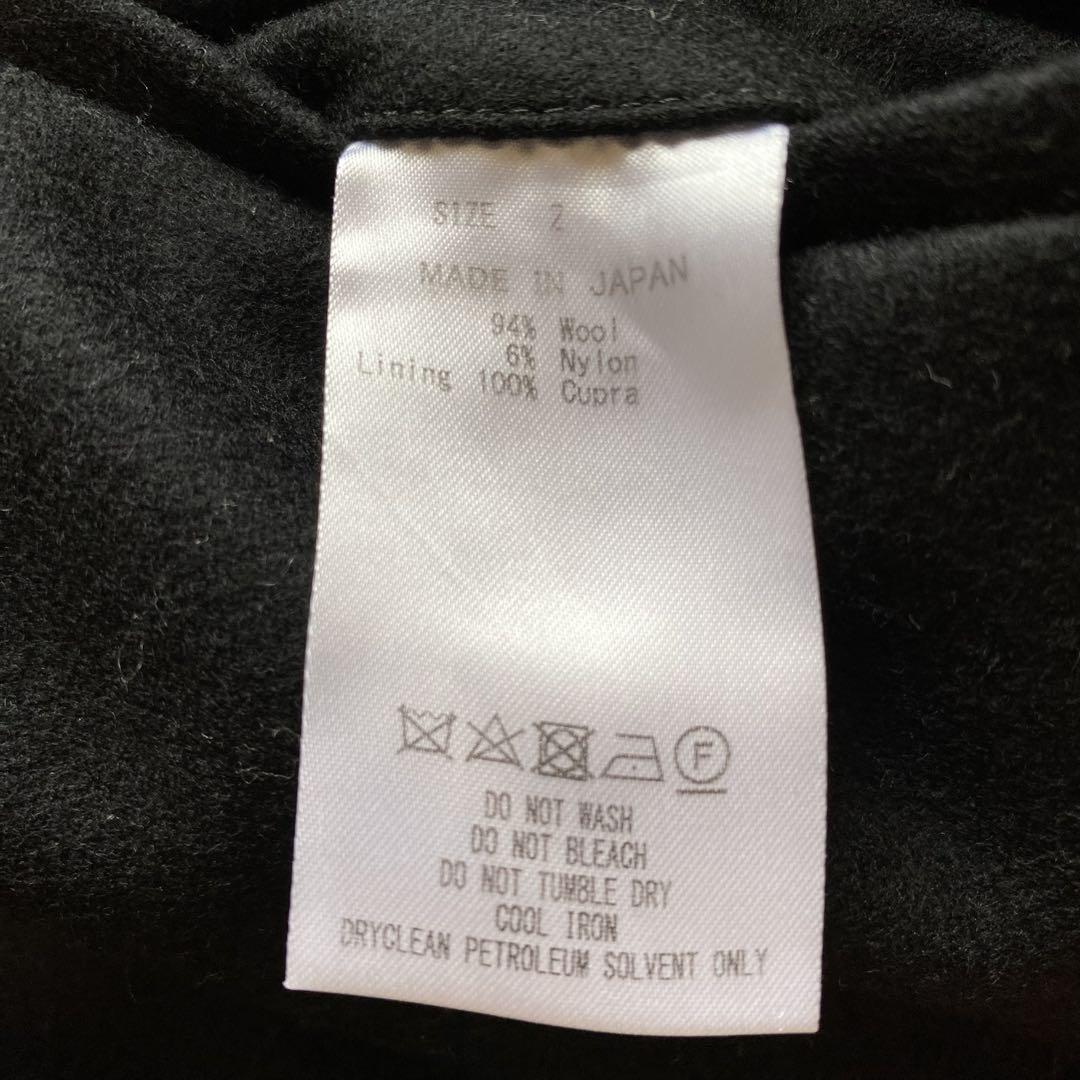 SIZE 2
MADE IN JAPAN
94% Wool
6% Nylon
Lining 100% Cupra
F
DO NOT WASH
DO NOT BLEACH
DO NOT TUMBLE DRY
COOL IRON
DRYCLEAN PETROLEUM SOLVENT ONLY